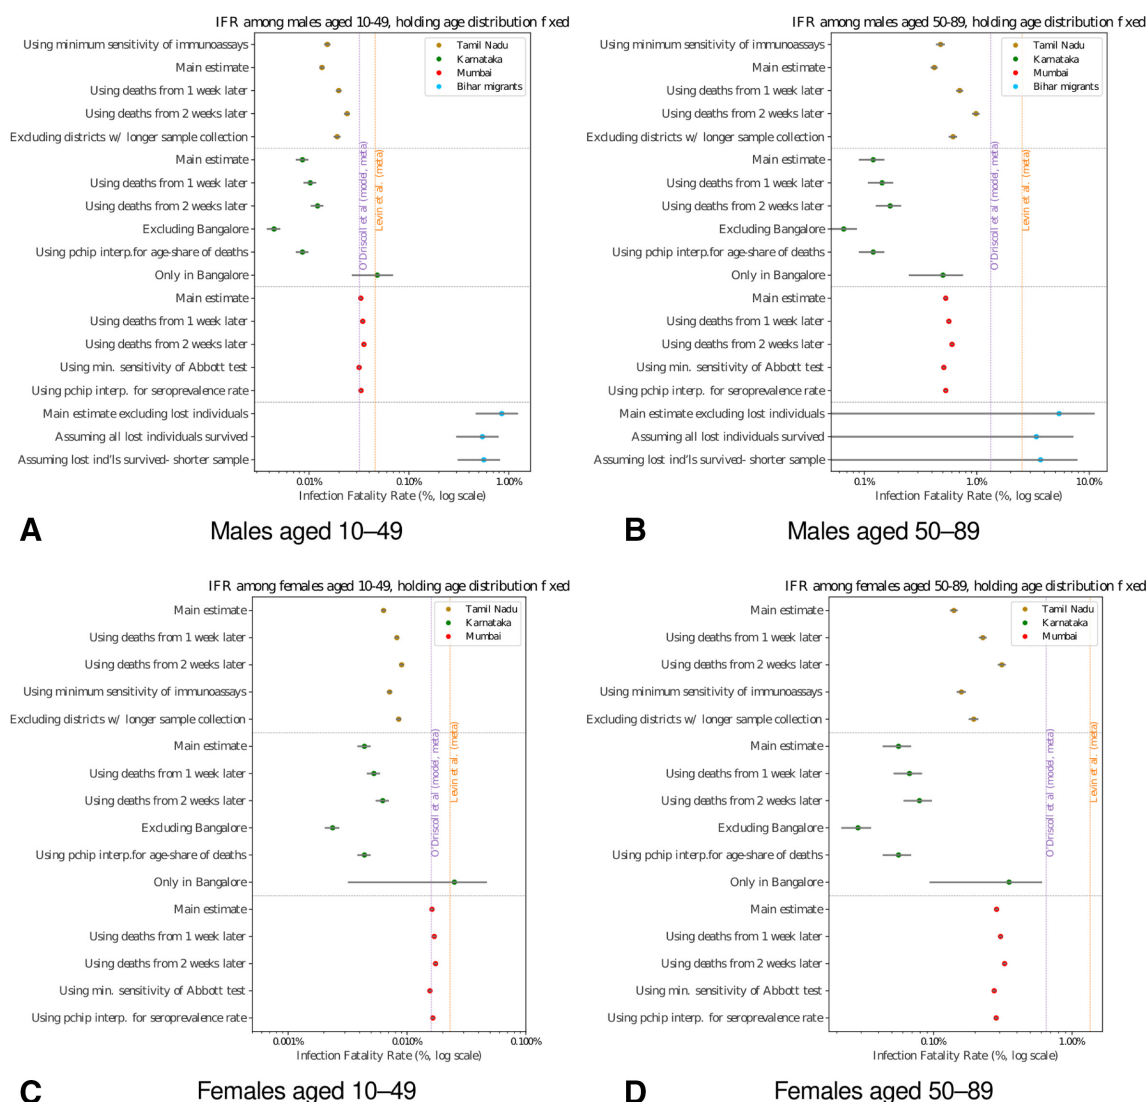 IFR among males aged 10-49, holding age distribution f xed
Using minimum sensitivity of immunoassays
Main estimate
Using deaths from 1 week later
Using deaths from 2 weeks later
Excluding districts w/ longer sample collection
Main estimate
Using deaths from 1 week later
Using deaths from 2 weeks later
Excluding Bangalore
Using pchip interp.for age-share of deaths
Only in Bangalore
Main estimate
Using deaths from 1 week later
Using deaths from 2 weeks later
Using min. sensitivity of Abbott test
Using pchip interp. for seroprevalence rate
Main estimate excluding lost individuals
Assuming all lost individuals survived
Assuming lost ind'ls survived- shorter sample
Tamil Nadu
Karnataka
Mumbai
Bihar migrants
O'Driscoll et al (model, meta)
Levin et al. (meta)
0.01% 0.10% 1.00%
Infection Fatality Rate (%, log scale)
A Males aged 10–49
IFR among males aged 50-89, holding age distribution f xed
Using minimum sensitivity of immunoassays
Main estimate
Using deaths from 1 week later
Using deaths from 2 weeks later
Excluding districts w/ longer sample collection
Main estimate
Using deaths from 1 week later
Using deaths from 2 weeks later
Excluding Bangalore
Using pchip interp.for age-share of deaths
Only in Bangalore
Main estimate
Using deaths from 1 week later
Using deaths from 2 weeks later
Using min. sensitivity of Abbott test
Using pchip interp. for seroprevalence rate
Main estimate excluding lost individuals
Assuming all lost individuals survived
Assuming lost ind'ls survived- shorter sample
Tamil Nadu
Karnataka
Mumbai
Bihar migrants
O'Driscoll et al (model, meta)
Levin et al. (meta)
0.1% 1.0% 10.0%
Infection Fatality Rate (%, log scale)
B Males aged 50–89
IFR among females aged 10-49, holding age distribution f xed
Main estimate
Using deaths from 1 week later
Using deaths from 2 weeks later
Using minimum sensitivity of immunoassays
Excluding districts w/ longer sample collection
Main estimate
Using deaths from 1 week later
Using deaths from 2 weeks later
Excluding Bangalore
Using pchip interp.for age-share of deaths
Only in Bangalore
Main estimate
Using deaths from 1 week later
Using deaths from 2 weeks later
Using min. sensitivity of Abbott test
Using pchip interp. for seroprevalence rate
Tamil Nadu
Karnataka
Mumbai
O'Driscoll et al (model, meta)
Levin et al. (meta)
0.001% 0.010% 0.100%
Infection Fatality Rate (%, log scale)
C Females aged 10–49
IFR among females aged 50-89, holding age distribution f xed
Main estimate
Using deaths from 1 week later
Using deaths from 2 weeks later
Using minimum sensitivity of immunoassays
Excluding districts w/ longer sample collection
Main estimate
Using deaths from 1 week later
Using deaths from 2 weeks later
Excluding Bangalore
Using pchip interp.for age-share of deaths
Only in Bangalore
Main estimate
Using deaths from 1 week later
Using deaths from 2 weeks later
Using min. sensitivity of Abbott test
Using pchip interp. for seroprevalence rate
Tamil Nadu
Karnataka
Mumbai
O'Driscoll et al (model, meta)
Levin et al. (meta)
0.10% 1.00%
Infection Fatality Rate (%, log scale)
D Females aged 50–89